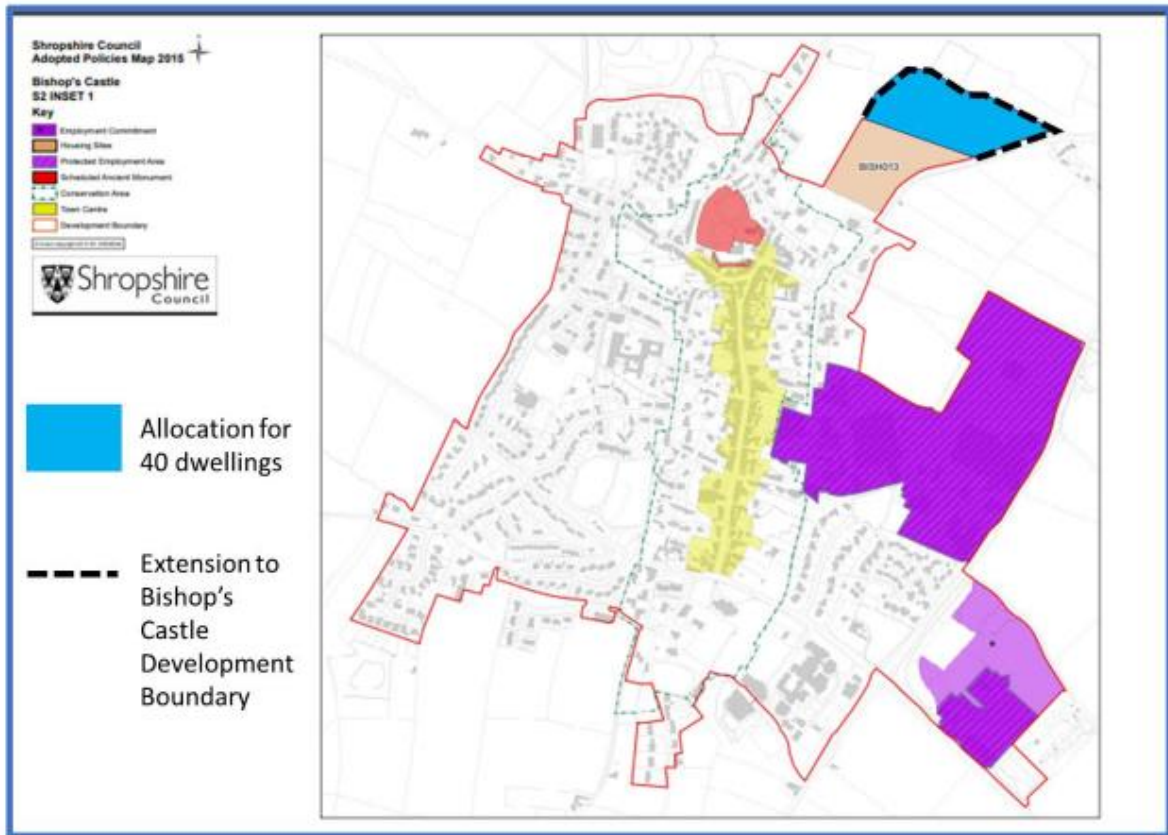 Shropshire Council
Adopted Policies Map 2015
Bishop's Castle
S2 INSET 1
Key
Employment Commitment
Housing Sites
Protected Employment Area
Scheduled Ancient Monument
Conservation Area
Town Centre
Development Boundary
Shropshire
Council
Allocation for
40 dwellings
Extension to
Bishop's
Castle
Development
Boundary
BISH013